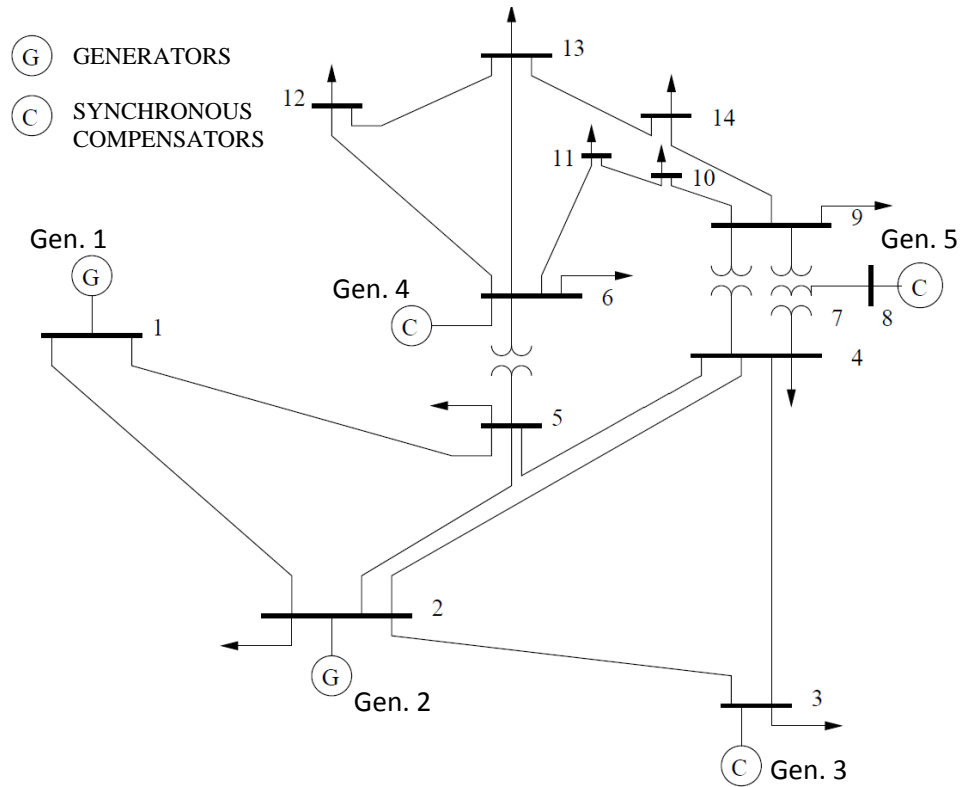 G GENERATORS
C SYNCHRONOUS
COMPENSATORS
13
12
14
11
10
9
Gen. 1
G
Gen. 5
C
Gen. 4
C
6
7
8
1
4
5
2
G
Gen. 2
3
C
Gen. 3